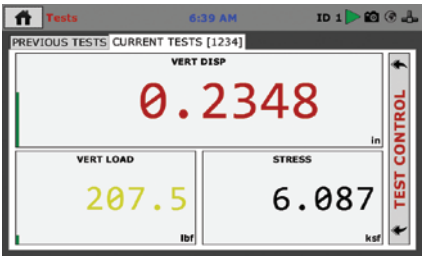 Tests 6:39 AM ID 1
PREVIOUS TESTS CURRENT TESTS [1234]
VERT DISP
0.2348
in
VERT LOAD
207.5
lbf
STRESS
6.087
ksf
TEST CONTROL